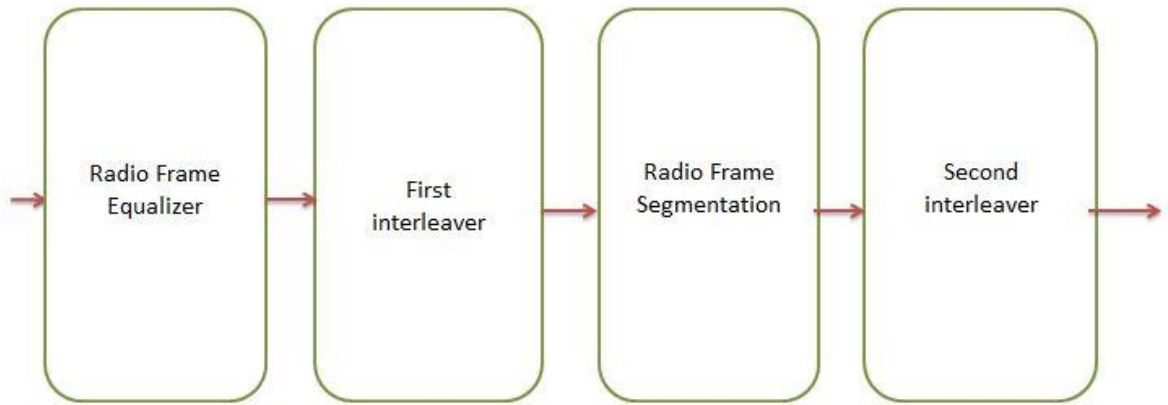 Radio Frame
Equalizer
First
interleaver
Radio Frame
Segmentation
Second
interleaver